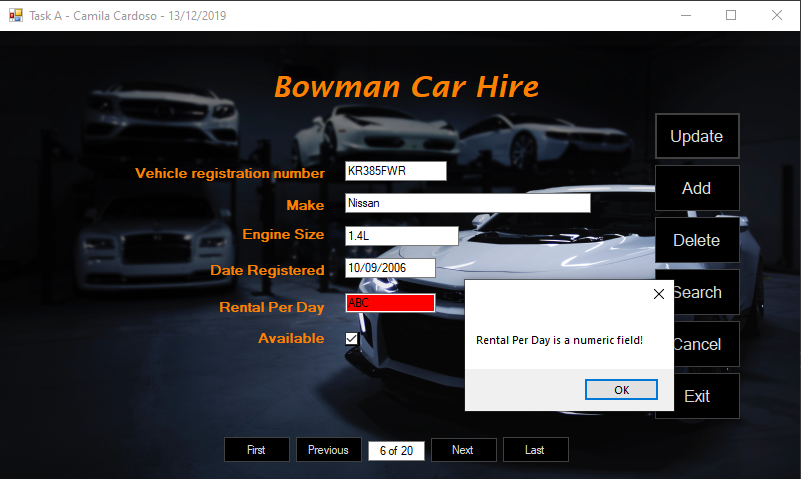 Task A - Camila Cardoso - 13/12/2019
Bowman Car Hire
Update
Vehicle registration number KR385FWR
Add
Make Nissan
Engine Size 1.4L
Delete
Date Registered 10/09/2006
Search
Rental Per Day ABC
Available
Rental Per Day is a numeric field!
Cancel
OK
Exit
First Previous 6 of 20 Next Last